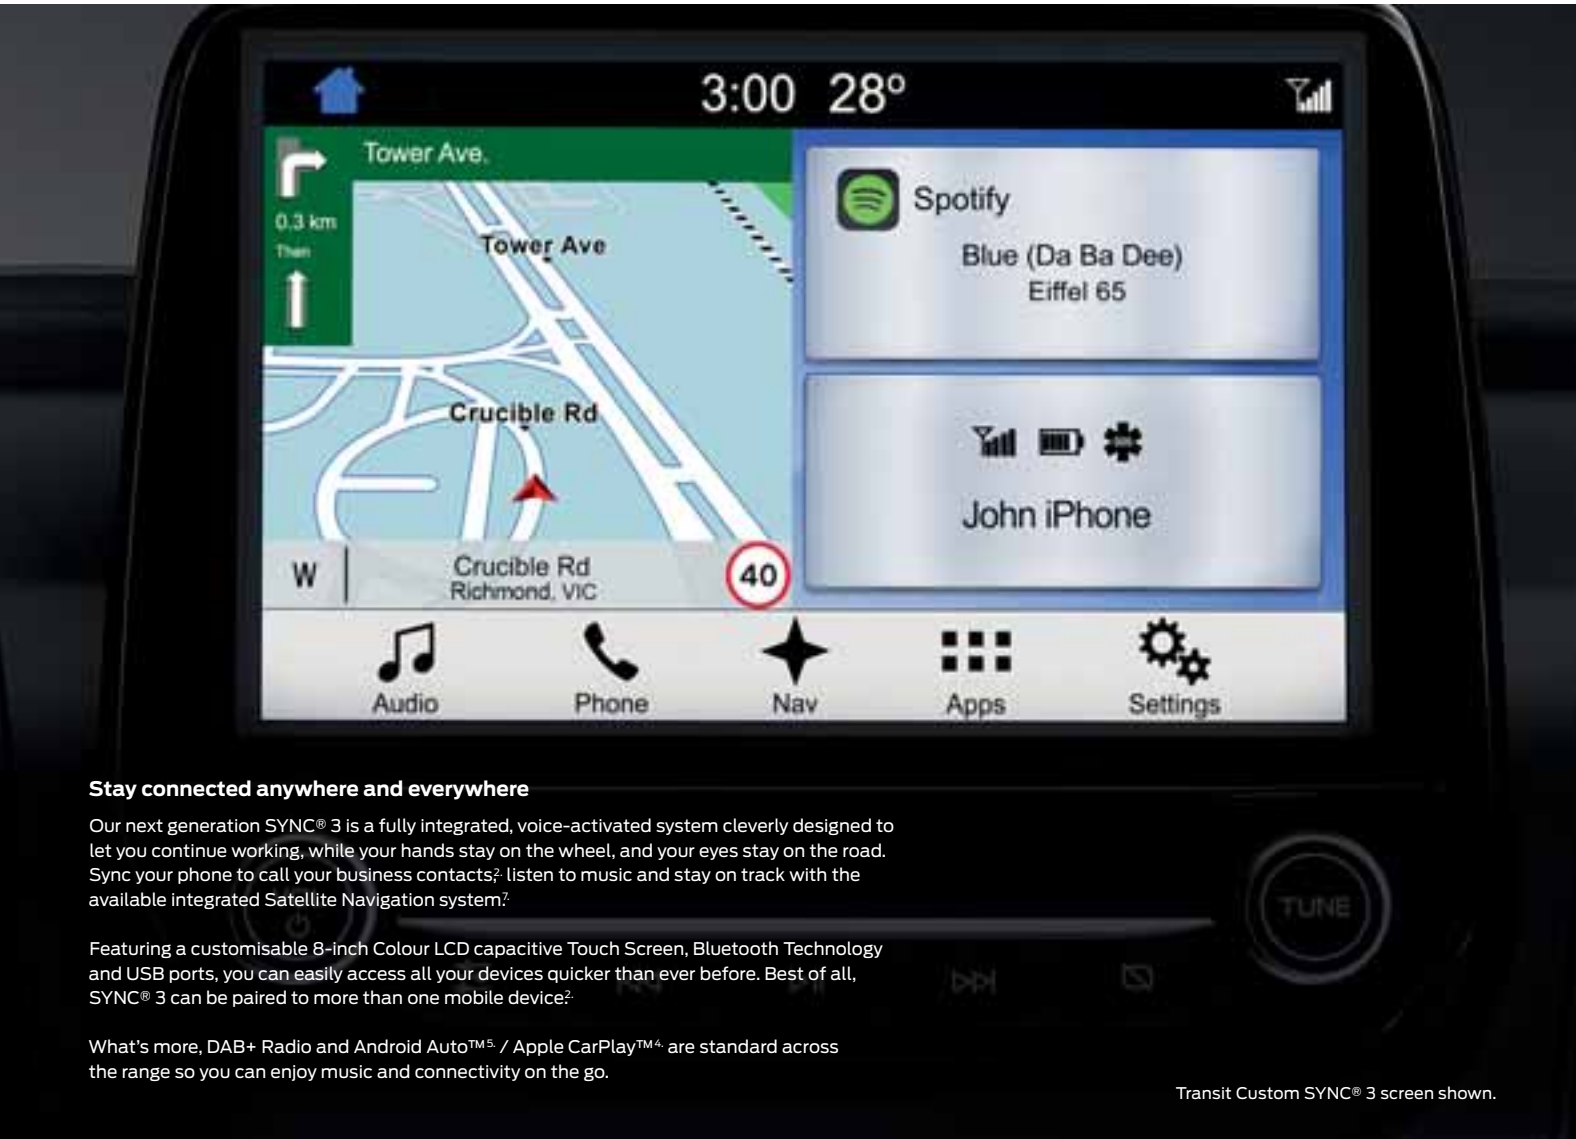 3:00 28°
Tower Ave.
0.3 km
Then
Tower Ave
Crucible Rd
W
Crucible Rd
Richmond, VIC
40
Spotify
Blue (Da Ba Dee)
Eiffel 65
John iPhone
Audio
Phone
Nav
Apps
Settings
Stay connected anywhere and everywhere
Our next generation SYNC® 3 is a fully integrated, voice-activated system cleverly designed to
let you continue working, while your hands stay on the wheel, and your eyes stay on the road.
Sync your phone to call your business contacts,2. listen to music and stay on track with the
available integrated Satellite Navigation system.7.
Featuring a customisable 8-inch Colour LCD capacitive Touch Screen, Bluetooth Technology
and USB ports, you can easily access all your devices quicker than ever before. Best of all,
SYNC® 3 can be paired to more than one mobile device.2.
What's more, DAB+ Radio and Android Auto™5. / Apple CarPlay™4. are standard across
the range so you can enjoy music and connectivity on the go.
TUNE
Transit Custom SYNC® 3 screen shown.